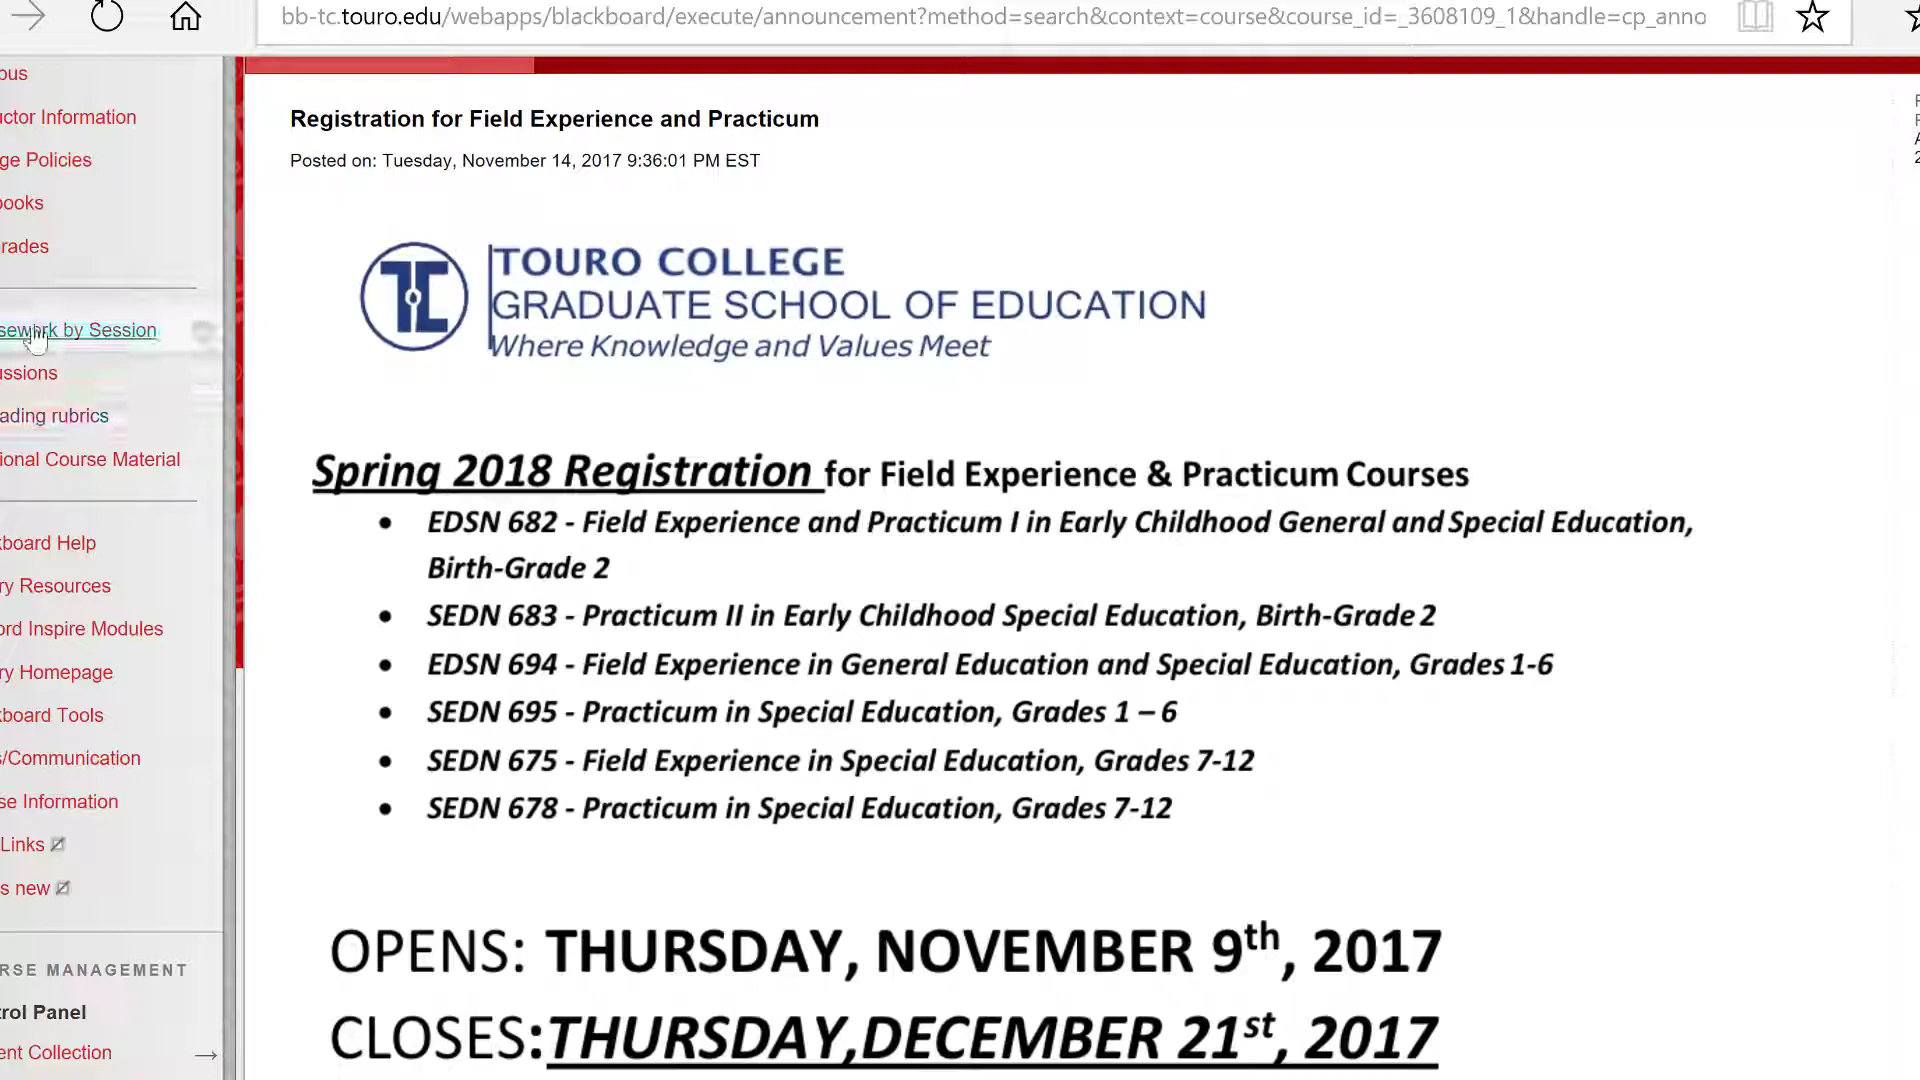 bb-tc.touro.edu/webapps/blackboard/execute/announcement?method=search&context=course&course_id=_3608109_1&handle=cp_anno
pus
uctor Information
ge Policies
ooks
rades
sework by Session
ussions
ading rubrics
ional Course Material
board Help
ry Resources
ord Inspire Modules
ry Homepage
board Tools
s/Communication
se Information
Links
s new
RSE MANAGEMENT
rol Panel
ent Collection
Registration for Field Experience and Practicum
Posted on: Tuesday, November 14, 2017 9:36:01 PM EST
TC
TOURO COLLEGE
GRADUATE SCHOOL OF EDUCATION
Where Knowledge and Values Meet
Spring 2018 Registration for Field Experience & Practicum Courses
• EDSN 682 - Field Experience and Practicum I in Early Childhood General and Special Education,
Birth-Grade 2
• SEDN 683 - Practicum II in Early Childhood Special Education, Birth-Grade 2
• EDSN 694 - Field Experience in General Education and Special Education, Grades 1-6
• SEDN 695 - Practicum in Special Education, Grades 1 – 6
• SEDN 675 - Field Experience in Special Education, Grades 7-12
• SEDN 678 - Practicum in Special Education, Grades 7-12
OPENS: THURSDAY, NOVEMBER 9th, 2017
CLOSES:THURSDAY,DECEMBER 21st, 2017